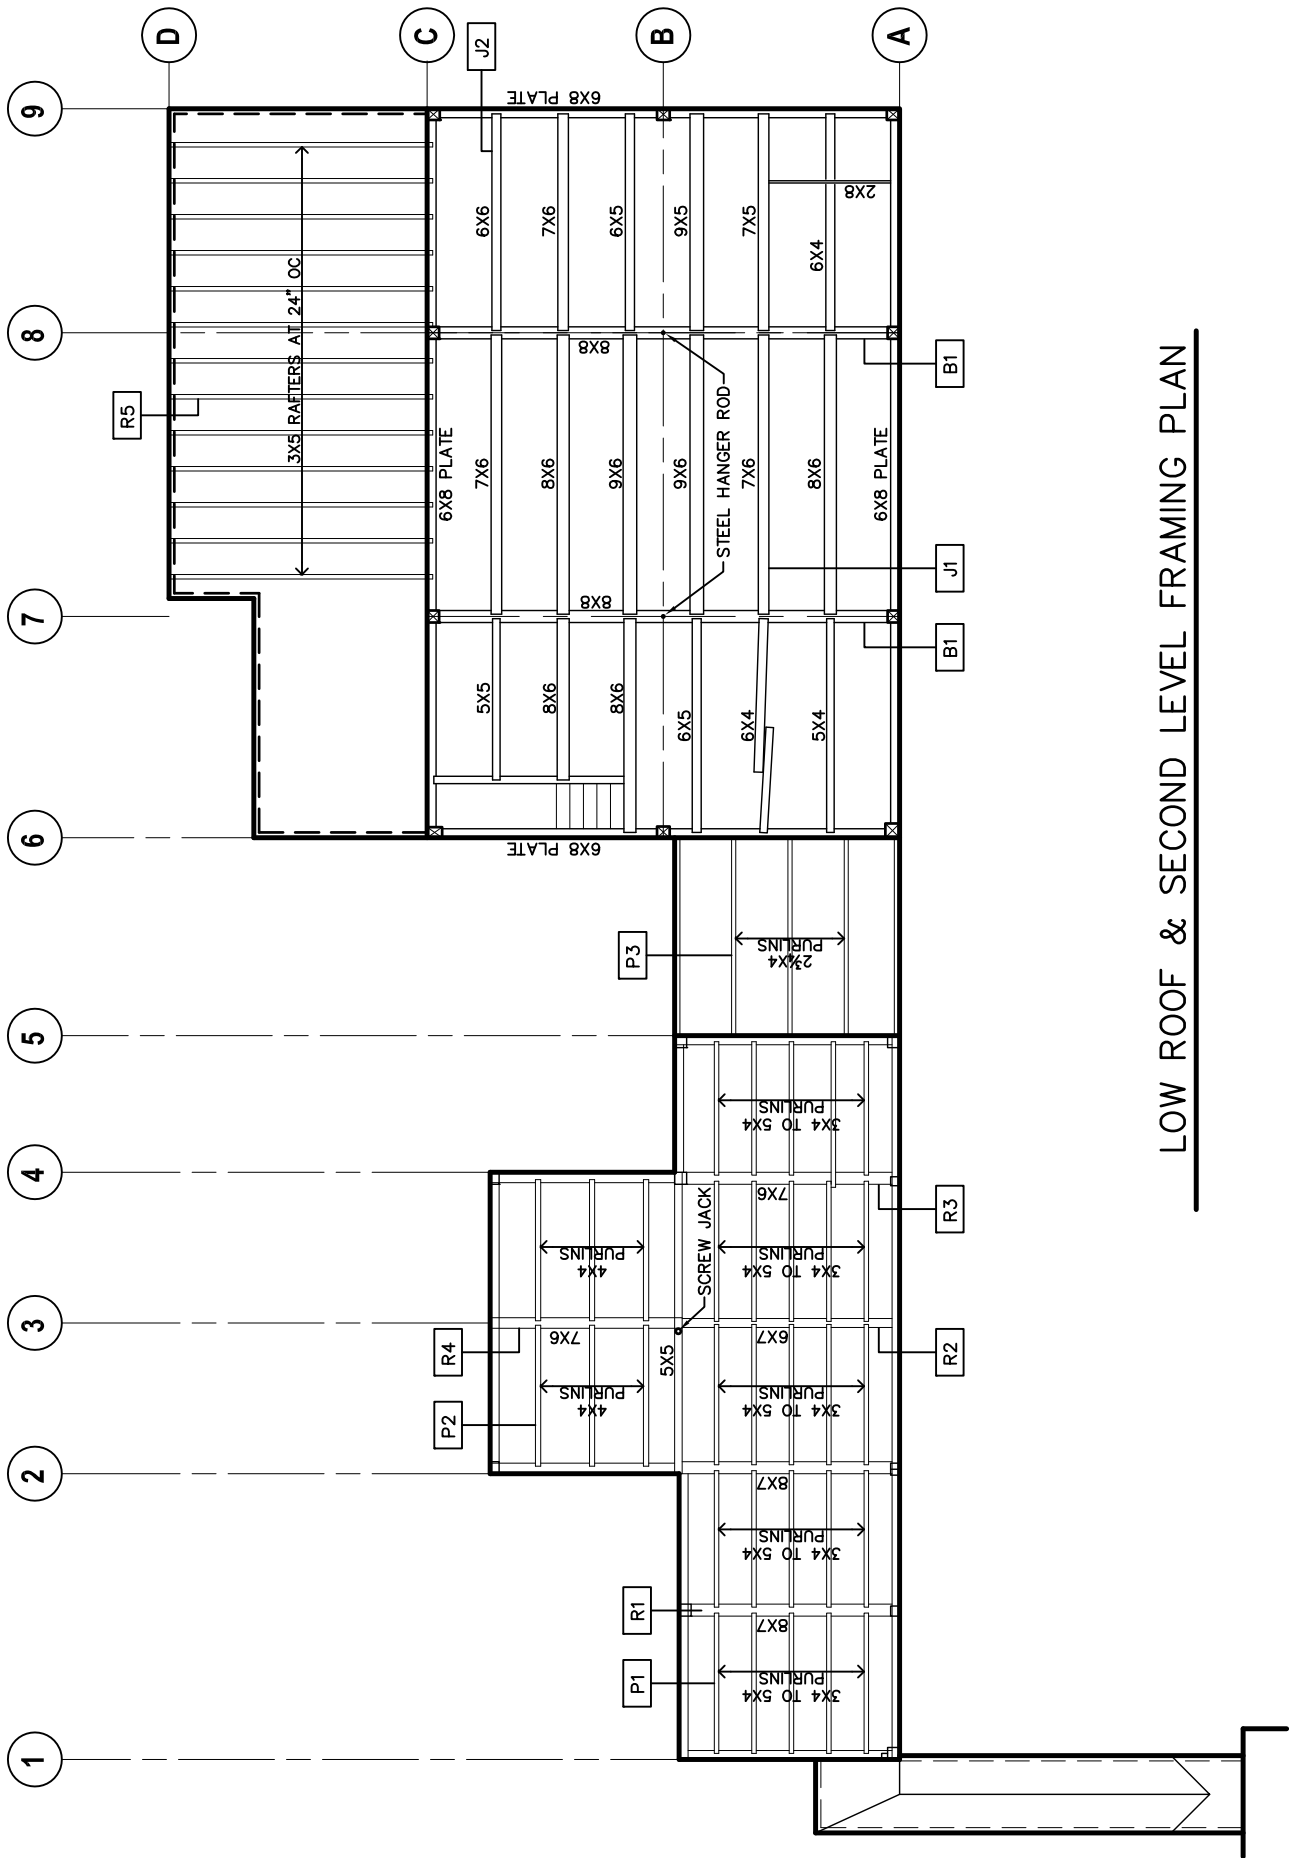 1
2
3
4
5
6
7
8
9
D
C
B
A
R5
3X5 RAFTERS AT 24" OC
J2
6X8 PLATE
6X6
7X6
6X5
9X5
7X5
6X4
2X8
8X8
B1
6X8 PLATE
7X6
8X6
9X6
9X6
7X6
8X6
6X8 PLATE
STEEL HANGER ROD
J1
8X8
B1
5X5
8X6
8X6
6X5
6X4
5X4
6X8 PLATE
P3
2¾X4
PURLINS
3X4 TO 5X4
PURLINS
7X6
R3
SCREW JACK
4X4
PURLINS
3X4 TO 5X4
PURLINS
R4
7X6
5X5
6X7
R2
P2
4X4
PURLINS
3X4 TO 5X4
PURLINS
8X7
3X4 TO 5X4
PURLINS
R1
8X7
P1
3X4 TO 5X4
PURLINS
LOW ROOF & SECOND LEVEL FRAMING PLAN